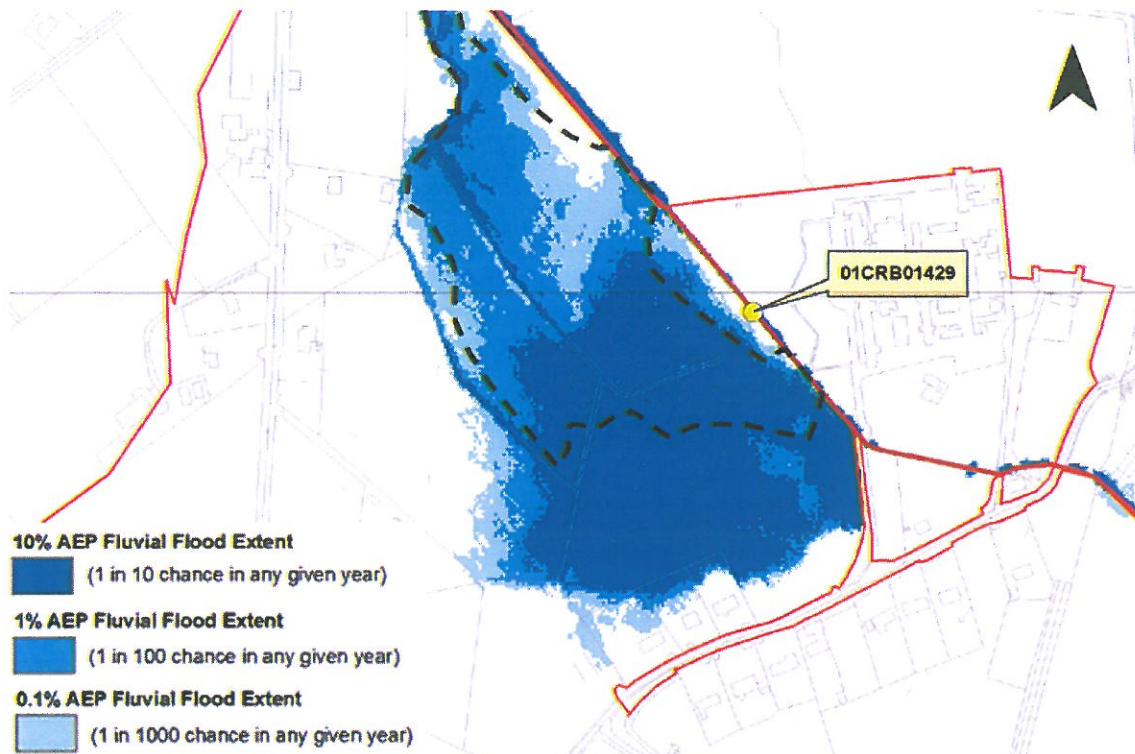 01CRB01429
10% AEP Fluvial Flood Extent
(1 in 10 chance in any given year)
1% AEP Fluvial Flood Extent
(1 in 100 chance in any given year)
0.1% AEP Fluvial Flood Extent
(1 in 1000 chance in any given year)